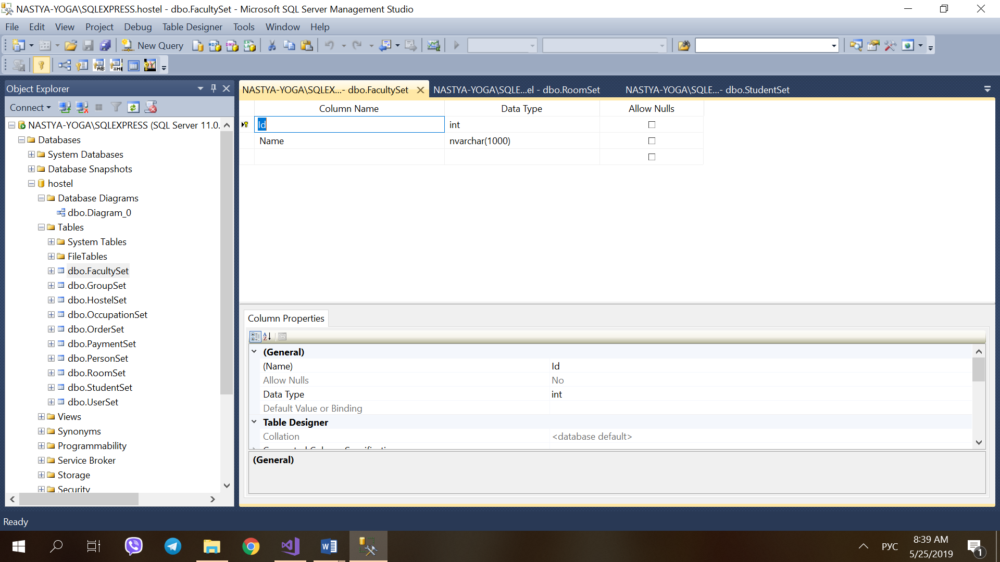 NASTYA-YOGA\SQLEXPRESS.hostel - dbo.FacultySet - Microsoft SQL Server Management Studio
File Edit View Project Debug Table Designer Tools Window Help
New Query
Object Explorer
Connect
NASTYA-YOGA\SQLEXPRESS (SQL Server 11.0.
Databases
System Databases
Database Snapshots
hostel
Database Diagrams
dbo.Diagram_0
Tables
System Tables
FileTables
dbo.FacultySet
dbo.GroupSet
dbo.HostelSet
dbo.OccupationSet
dbo.OrderSet
dbo.PaymentSet
dbo.PersonSet
dbo.RoomSet
dbo.StudentSet
dbo.UserSet
Views
Synonyms
Programmability
Service Broker
Storage
Security
NASTYA-YOGA\SQLEX...- dbo.FacultySet NASTYA-YOGA\SQLE...el - dbo.RoomSet NASTYA-YOGA\SQLE...- dbo.StudentSet
Column Name Data Type Allow Nulls
Id int
Name nvarchar(1000)
Column Properties
(General)
(Name) Id
Allow Nulls No
Data Type int
Default Value or Binding
Table Designer
Collation <database default>
(General)
Ready
РУС
8:39 AM
5/25/2019
1